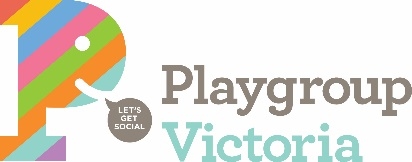 LET'S
GET
SOCIAL
Playgroup
Victoria